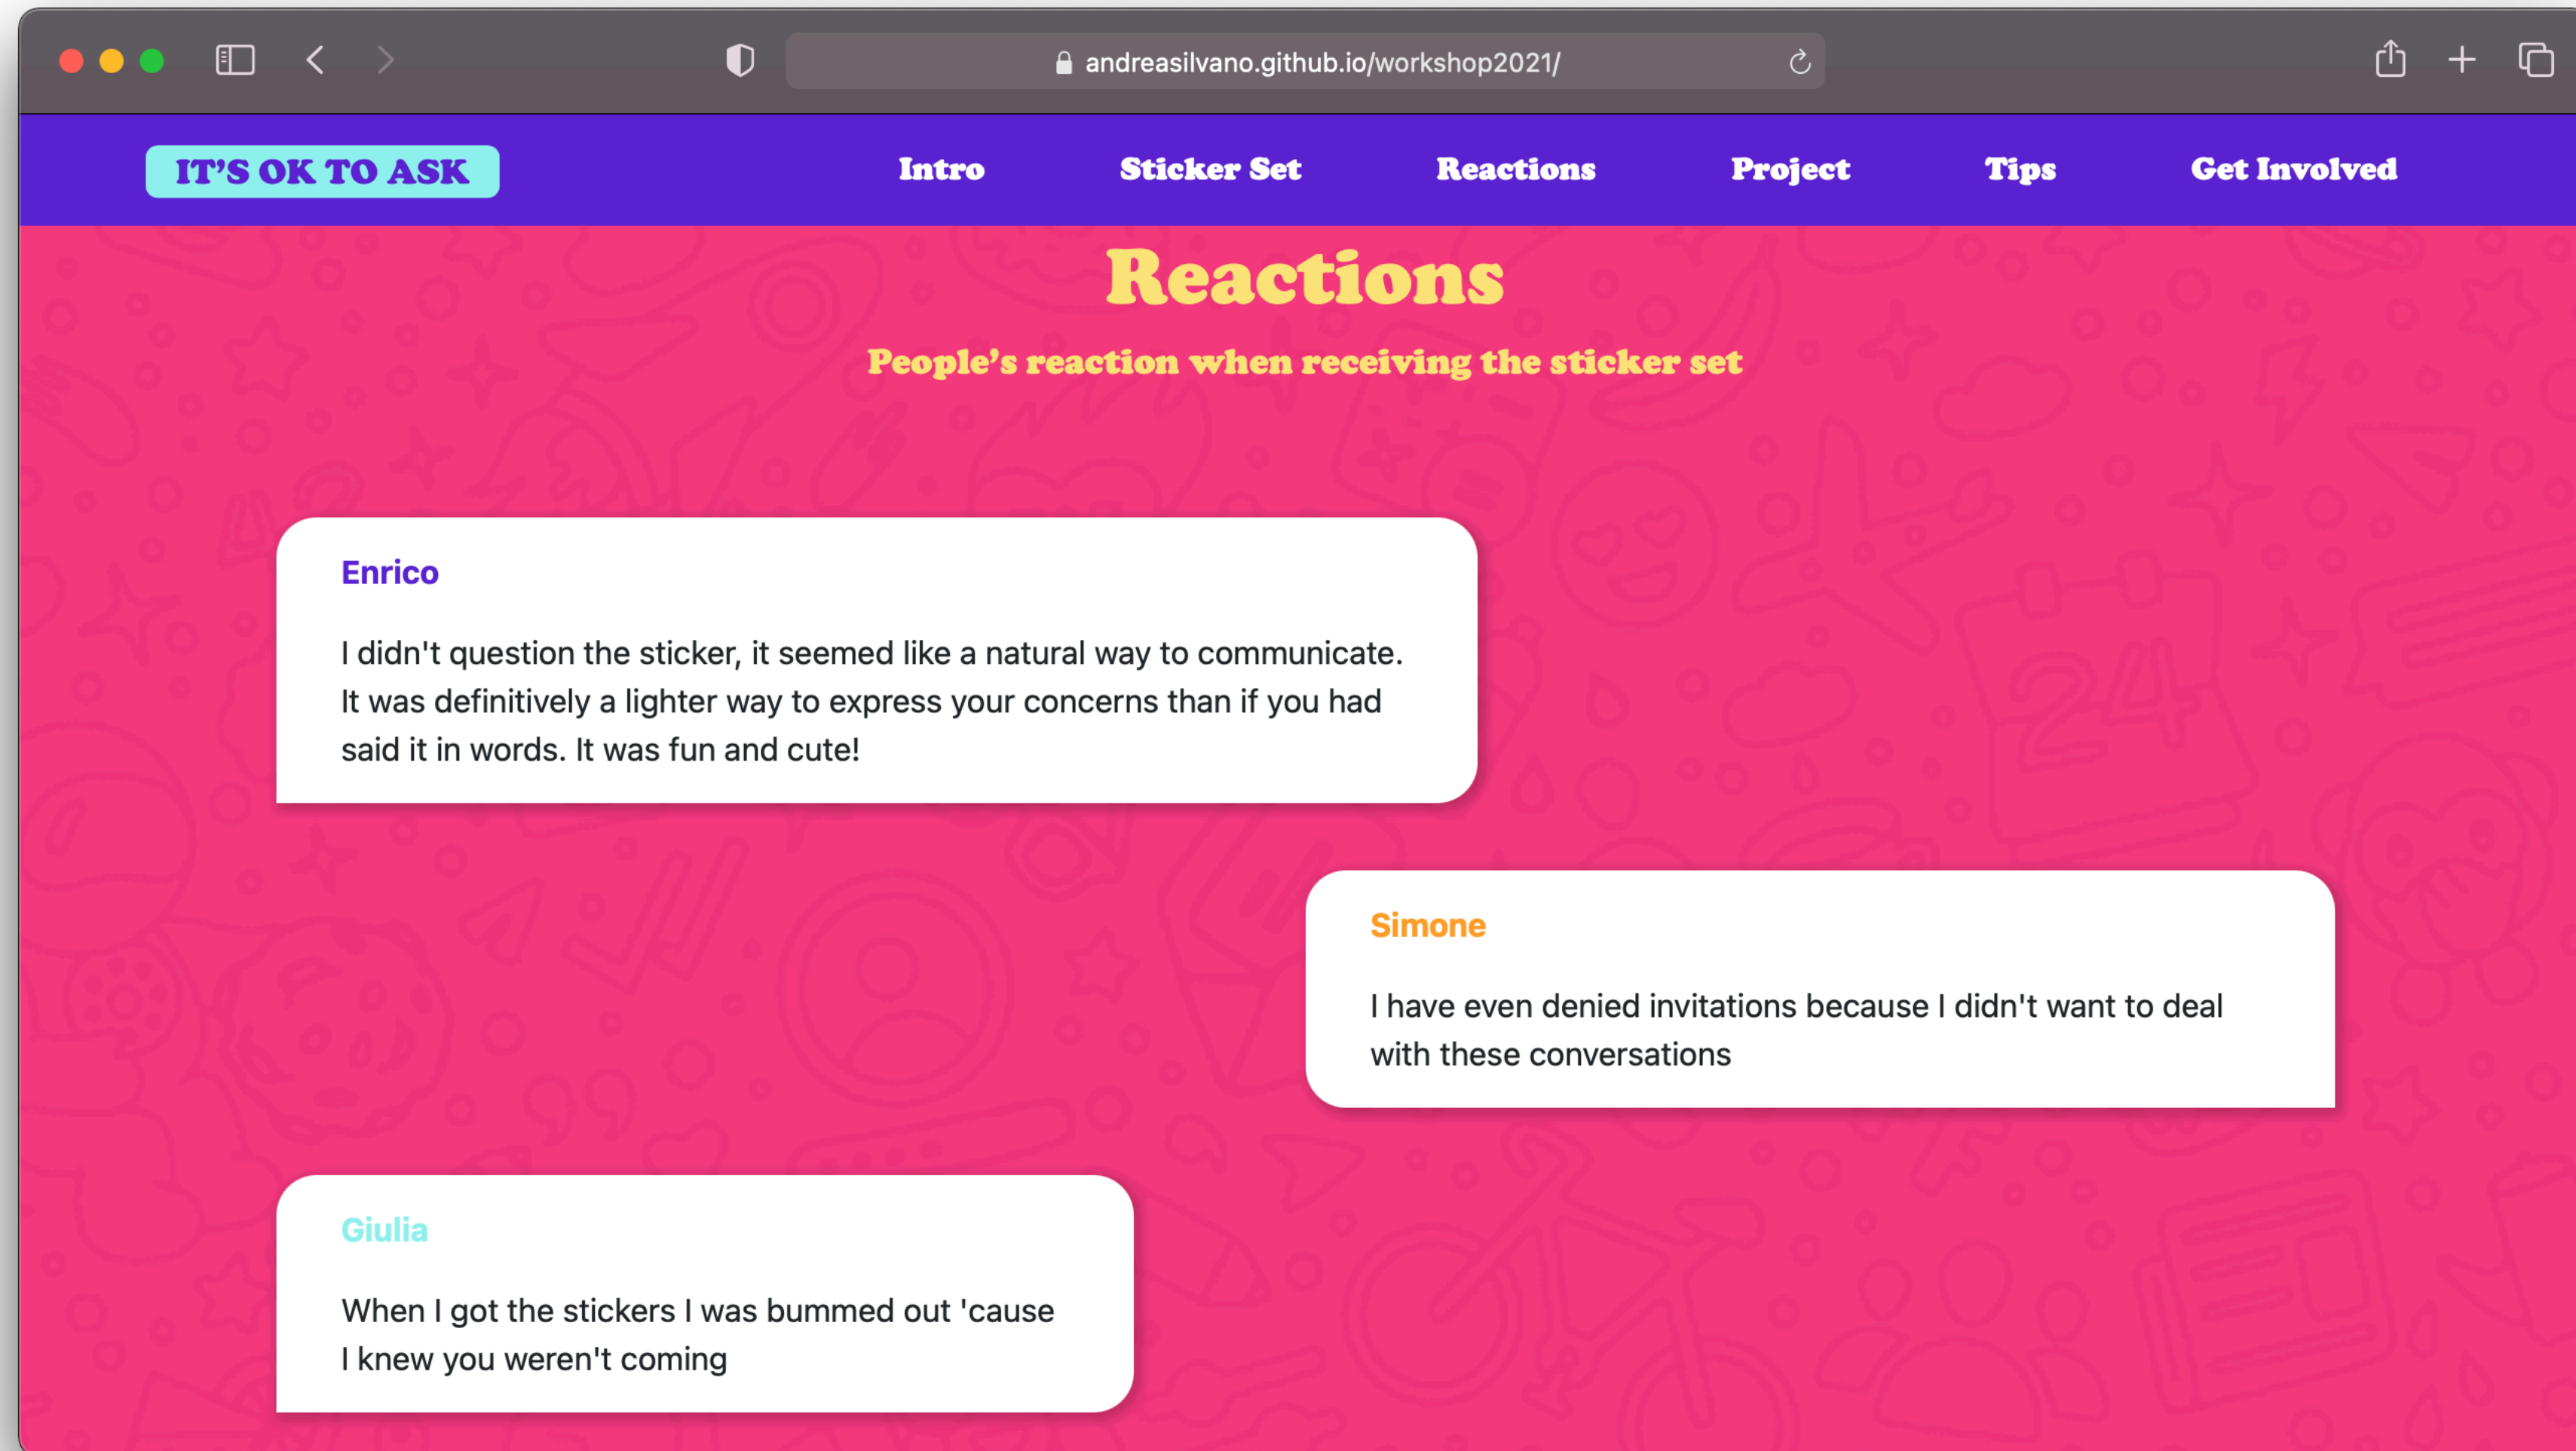 andreasilvano.github.io/workshop2021/
IT'S OK TO ASK
Intro
Sticker Set
Reactions
Project
Tips
Get Involved
Reactions
People's reaction when receiving the sticker set
Enrico
I didn't question the sticker, it seemed like a natural way to communicate.
It was definitively a lighter way to express your concerns than if you had
said it in words. It was fun and cute!
24
Simone
I have even denied invitations because I didn't want to deal
with these conversations
Giulia
When I got the stickers I was bummed out 'cause
I knew you weren't coming